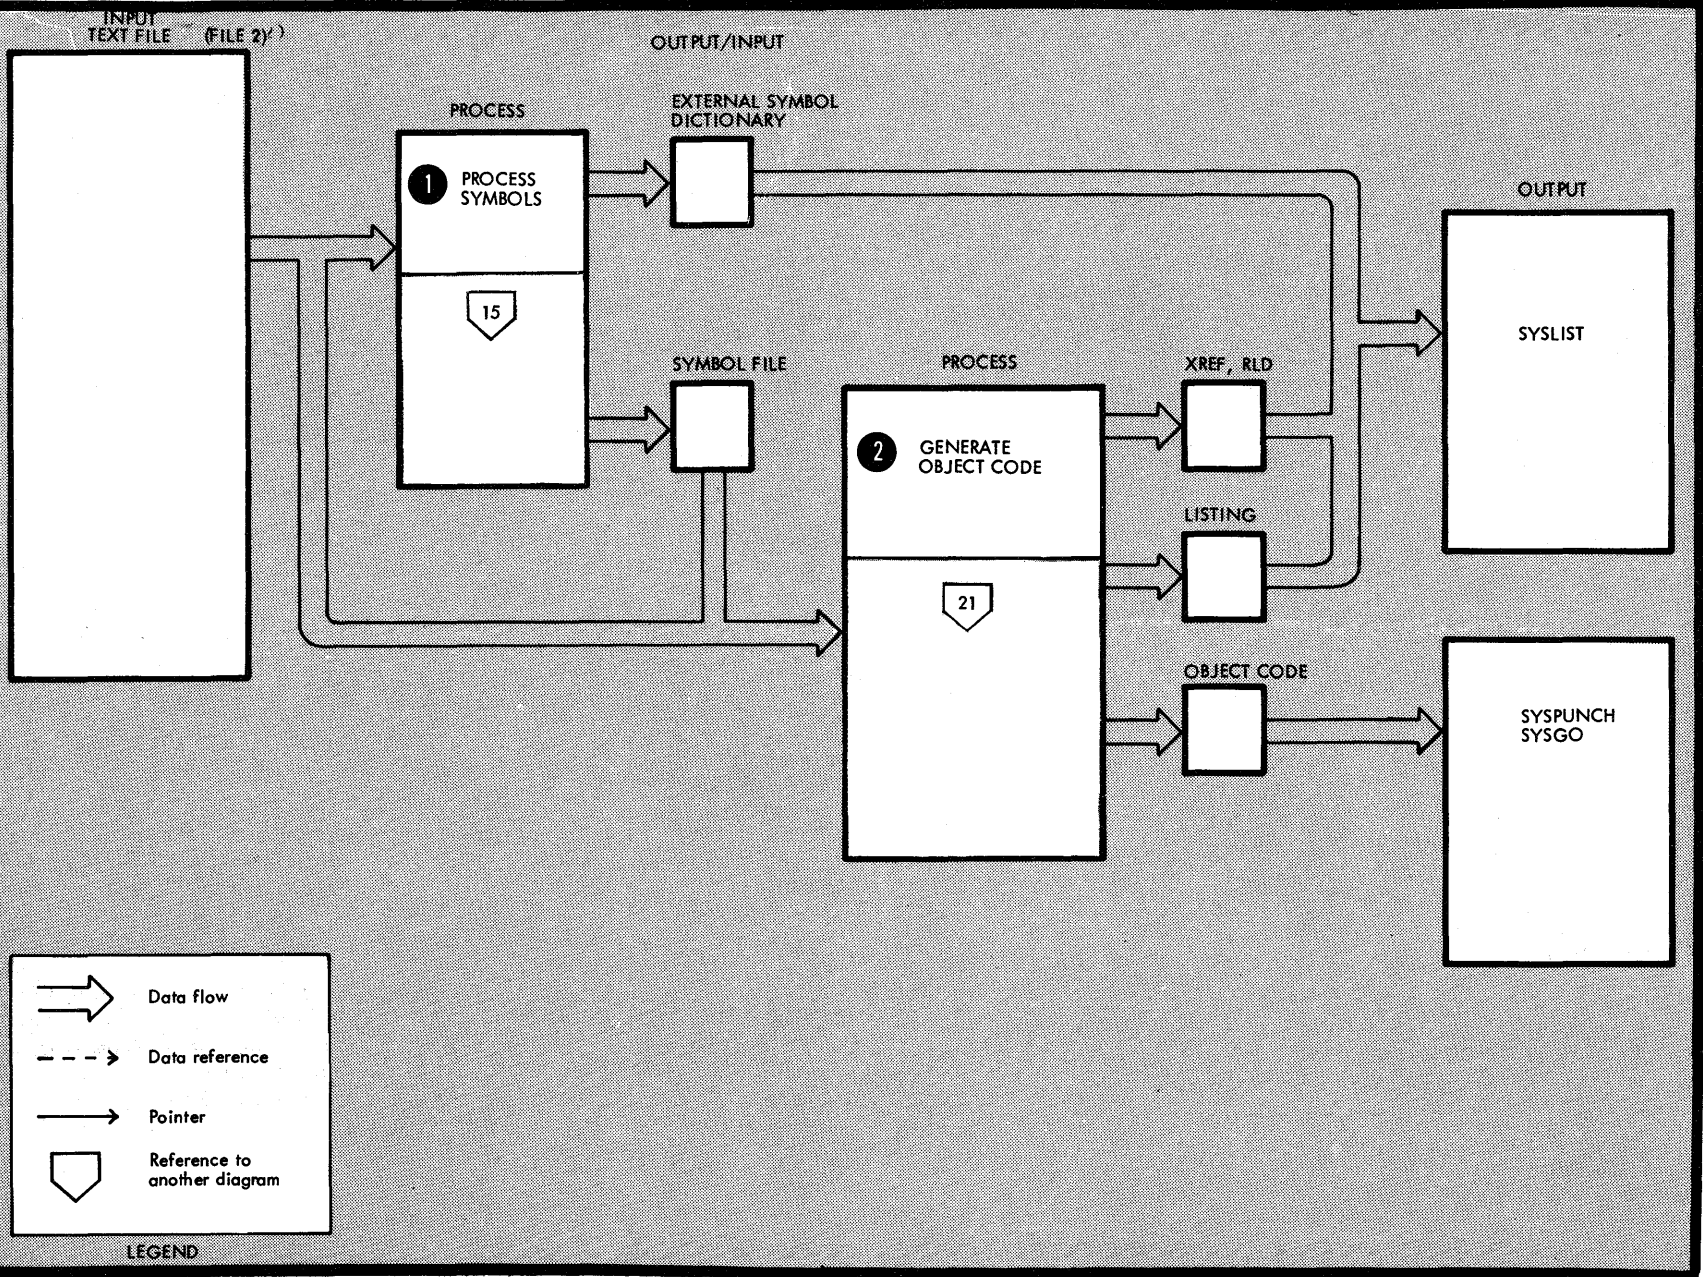 INPUT
TEXT FILE (FILE 2)
OUTPUT/INPUT
PROCESS
EXTERNAL SYMBOL
DICTIONARY
1
PROCESS
SYMBOLS
15
OUTPUT
SYSLIST
SYMBOL FILE
PROCESS
XREF, RLD
2
GENERATE
OBJECT CODE
LISTING
21
OBJECT CODE
SYSPUNCH
SYSGO
Data flow
Data reference
Pointer
Reference to
another diagram
LEGEND